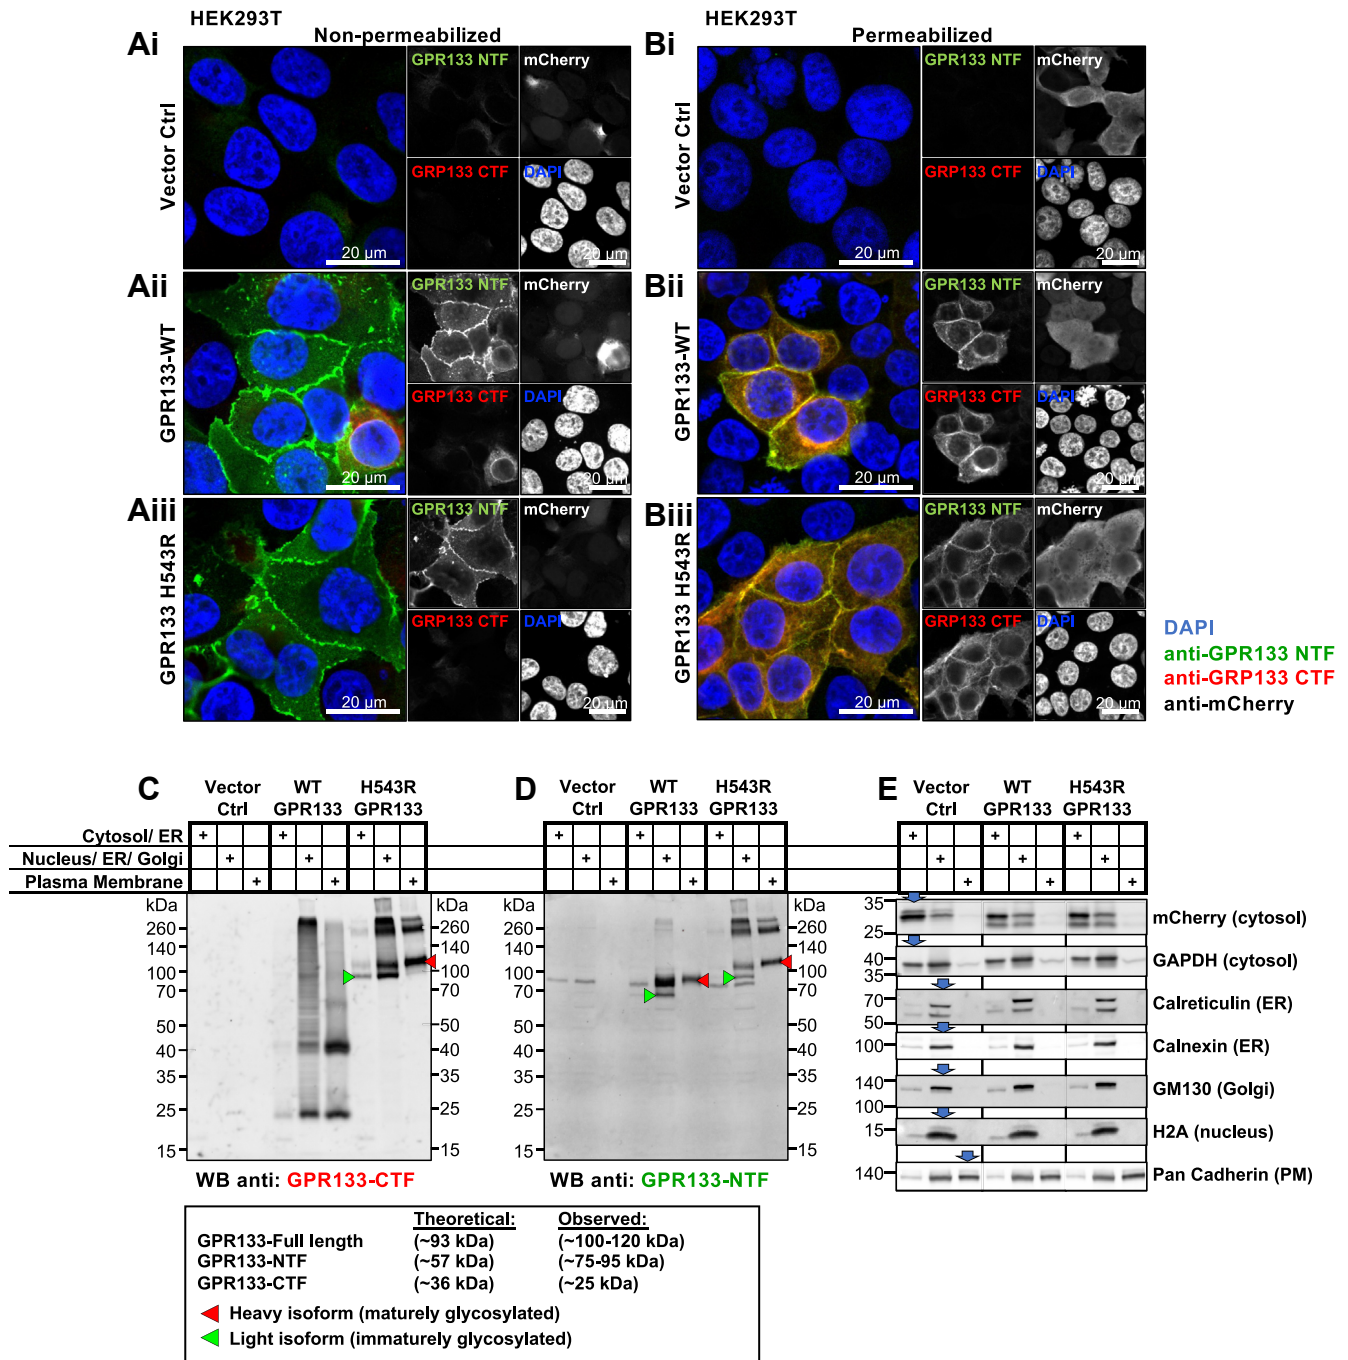 HEK293T
Ai
Non-permeabilized
Vector Ctrl
GPR133 NTF
mCherry
GRP133 CTF
DAPI
20 µm
20 µm
Aii
GPR133-WT
GPR133 NTF
mCherry
GRP133 CTF
DAPI
20 µm
20 µm
Aiii
GPR133 H543R
GPR133 NTF
mCherry
GRP133 CTF
DAPI
20 µm
20 µm
HEK293T
Bi
Permeabilized
Vector Ctrl
GPR133 NTF
mCherry
GRP133 CTF
DAPI
20 µm
20 µm
Bii
GPR133-WT
GPR133 NTF
mCherry
GRP133 CTF
DAPI
20 µm
20 µm
Biii
GPR133 H543R
GPR133 NTF
mCherry
GRP133 CTF
DAPI
20 µm
20 µm
DAPI
anti-GPR133 NTF
anti-GRP133 CTF
anti-mCherry
C
Vector Ctrl
WT GPR133
H543R GPR133
D
Vector Ctrl
WT GPR133
H543R GPR133
E
Vector Ctrl
WT GPR133
H543R GPR133
Cytosol/ ER + + + + + + + + +
Nucleus/ ER/ Golgi + + + + + + + + +
Plasma Membrane + + + + + + + + +
kDa
260
140
100
70
50
40
35
25
15
kDa
260
140
100
70
50
40
35
25
15
WB anti: GPR133-CTF
kDa
260
140
100
70
50
40
35
25
15
kDa
260
140
100
70
50
40
35
25
15
WB anti: GPR133-NTF
35
25
mCherry (cytosol)
40
35
GAPDH (cytosol)
70
50
Calreticulin (ER)
100
Calnexin (ER)
140
100
GM130 (Golgi)
15
H2A (nucleus)
140
Pan Cadherin (PM)
Theoretical: Observed:
GPR133-Full length (~93 kDa) (~100-120 kDa)
GPR133-NTF (~57 kDa) (~75-95 kDa)
GPR133-CTF (~36 kDa) (~25 kDa)
Heavy isoform (maturely glycosylated)
Light isoform (immaturely glycosylated)